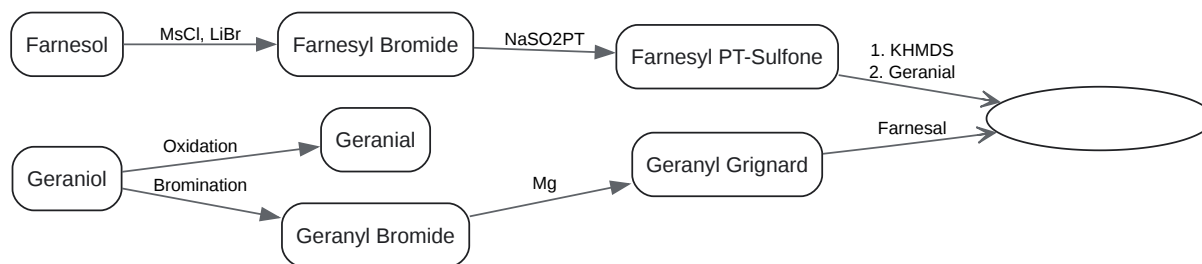 Farnesol
MsCl, LiBr
Farnesyl Bromide
NaSO2PT
Farnesyl PT-Sulfone
1. KHMDS
2. Geranial
Geraniol
Oxidation
Geranial
Bromination
Geranyl Bromide
Mg
Geranyl Grignard
Farnesal